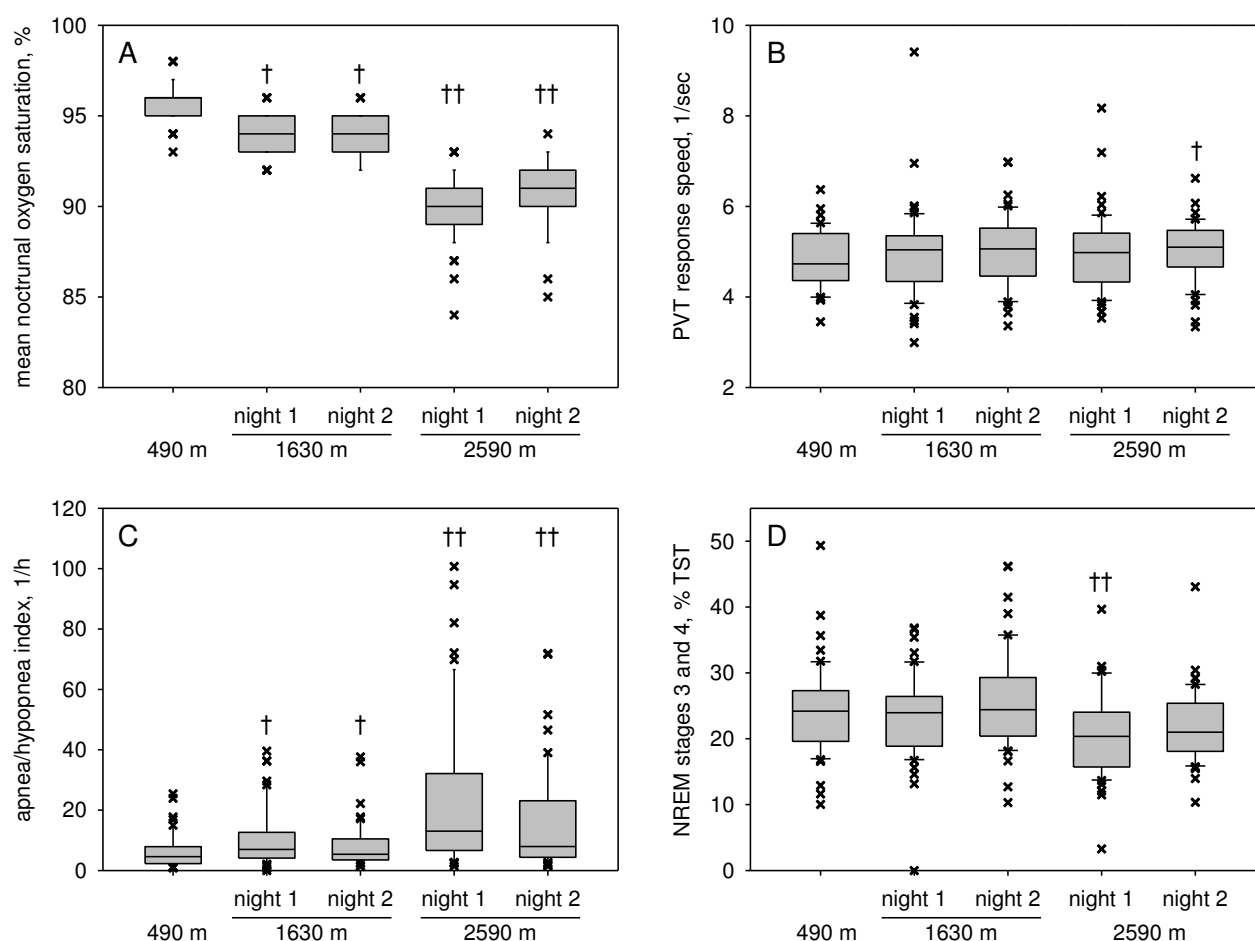 A
mean noctrunal oxygen saturation, %
100
95
90
85
80
†
†
††
††
night 1
night 2
night 1
night 2
490 m
1630 m
2590 m
B
PVT response speed, 1/sec
10
8
6
4
2
†
night 1
night 2
night 1
night 2
490 m
1630 m
2590 m
C
apnea/hypopnea index, 1/h
120
100
80
60
40
20
0
†
†
††
††
night 1
night 2
night 1
night 2
490 m
1630 m
2590 m
D
NREM stages 3 and 4, % TST
50
40
30
20
10
0
††
night 1
night 2
night 1
night 2
490 m
1630 m
2590 m